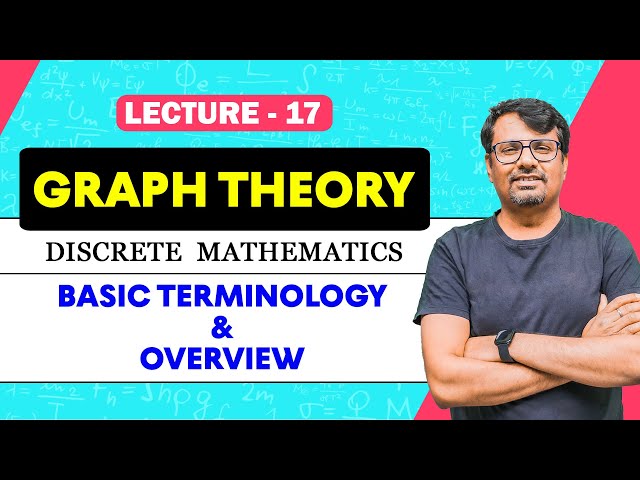 LECTURE - 17
GRAPH THEORY
DISCRETE MATHEMATICS
BASIC TERMINOLOGY
&
OVERVIEW